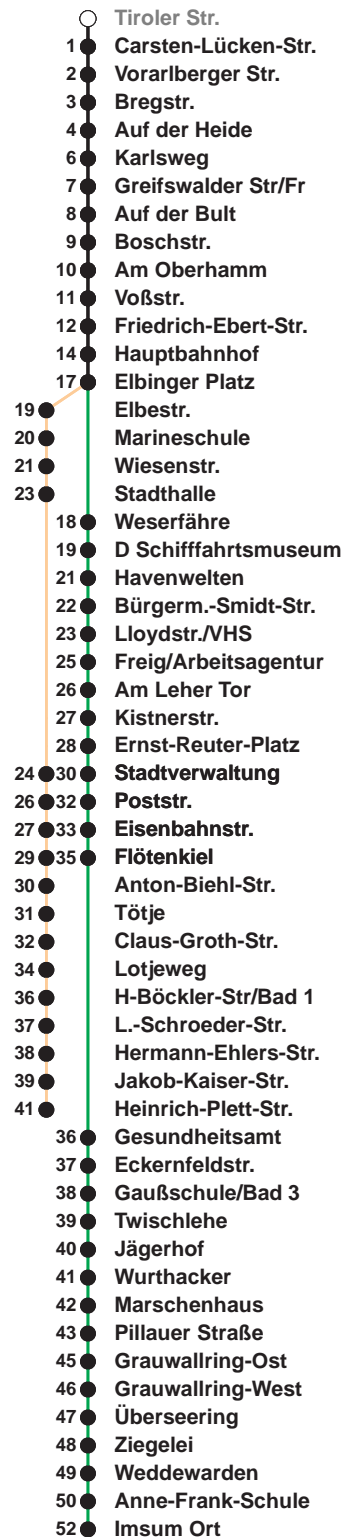 Tiroler Str.
1 Carsten-Lücken-Str.
2 Vorarlberger Str.
3 Bregstr.
4 Auf der Heide
6 Karlsweg
7 Greifswalder Str/Fr
8 Auf der Bult
9 Boschstr.
10 Am Oberhamm
11 Voßstr.
12 Friedrich-Ebert-Str.
14 Hauptbahnhof
17 Elbinger Platz
19 Elbestr.
20 Marineschule
21 Wiesenstr.
23 Stadthalle
18 Weserfähre
19 D Schifffahrtsmuseum
21 Havenwelten
22 Bürgerm.-Smidt-Str.
23 Lloydstr./VHS
25 Freig/Arbeitsagentur
26 Am Leher Tor
27 Kistnerstr.
28 Ernst-Reuter-Platz
24 30 Stadtverwaltung
26 32 Poststr.
27 33 Eisenbahnstr.
29 35 Flötenkiel
30 Anton-Biehl-Str.
31 Tötje
32 Claus-Groth-Str.
34 Lotjeweg
36 H-Böckler-Str/Bad 1
37 L.-Schroeder-Str.
38 Hermann-Ehlers-Str.
39 Jakob-Kaiser-Str.
41 Heinrich-Plett-Str.
36 Gesundheitsamt
37 Eckernfeldstr.
38 Gaußschule/Bad 3
39 Twischlehe
40 Jägerhof
41 Wurthacker
42 Marschenhaus
43 Pillauer Straße
45 Grauwallring-Ost
46 Grauwallring-West
47 Überseering
48 Ziegelei
49 Weddewarden
50 Anne-Frank-Schule
52 Imsum Ort